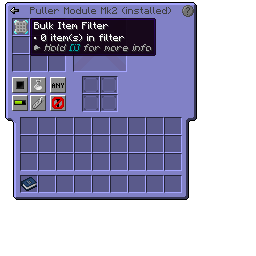 Puller Module Mk2 (installed)
?
Bulk Item Filter
• 0 item(s) in filter
Hold [⇧] for more info
ANY